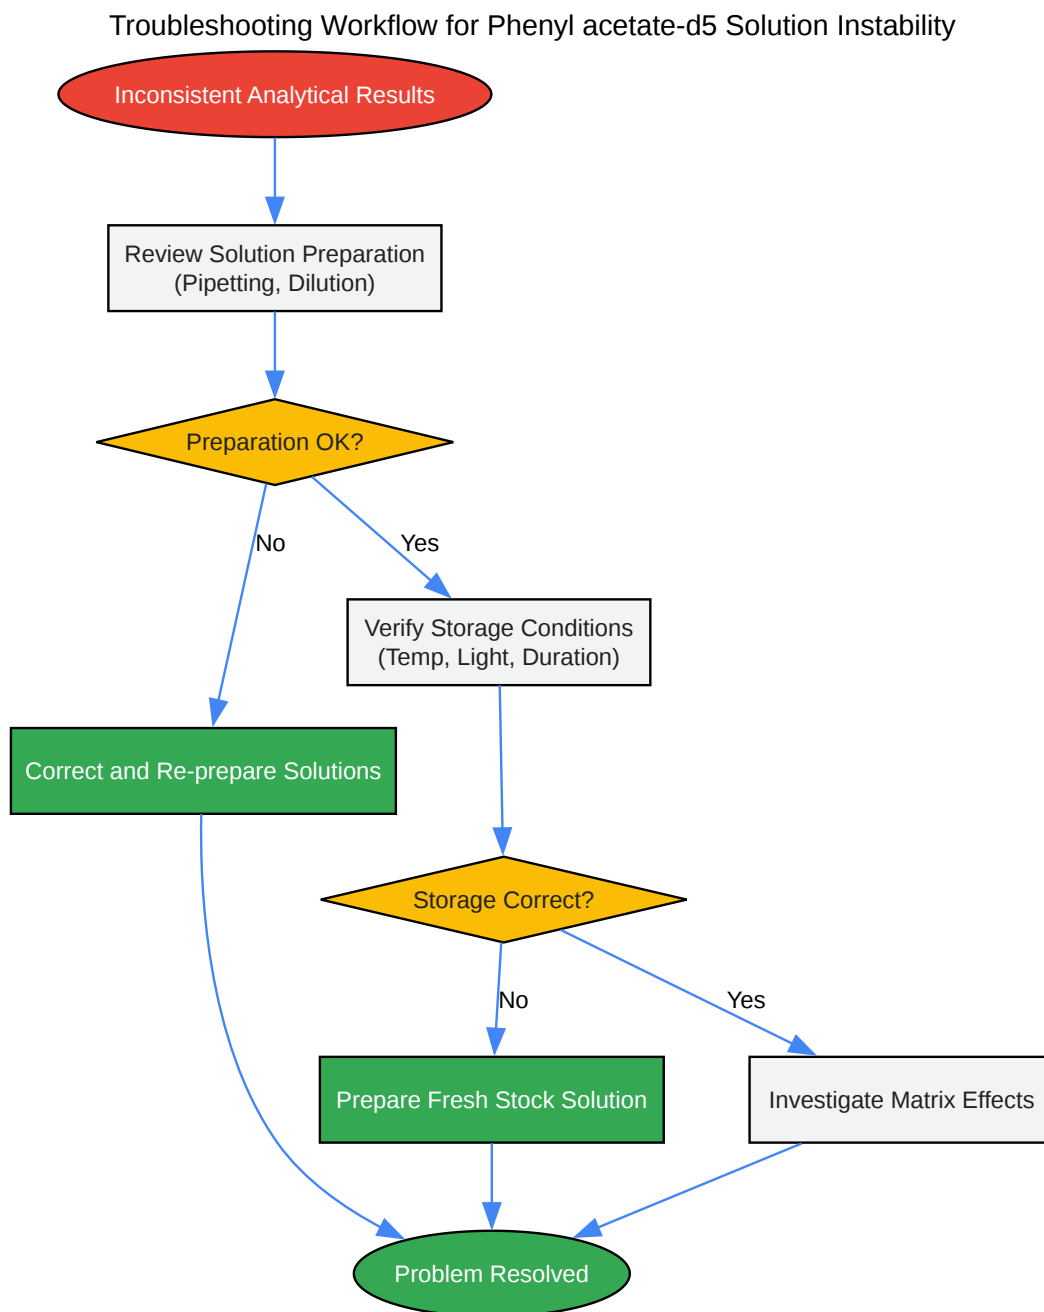 Troubleshooting Workflow for Phenyl acetate-d5 Solution Instability
Inconsistent Analytical Results
Review Solution Preparation
(Pipetting, Dilution)
Preparation OK?
No
Yes
Verify Storage Conditions
(Temp, Light, Duration)
Correct and Re-prepare Solutions
Storage Correct?
No
Yes
Prepare Fresh Stock Solution
Investigate Matrix Effects
Problem Resolved